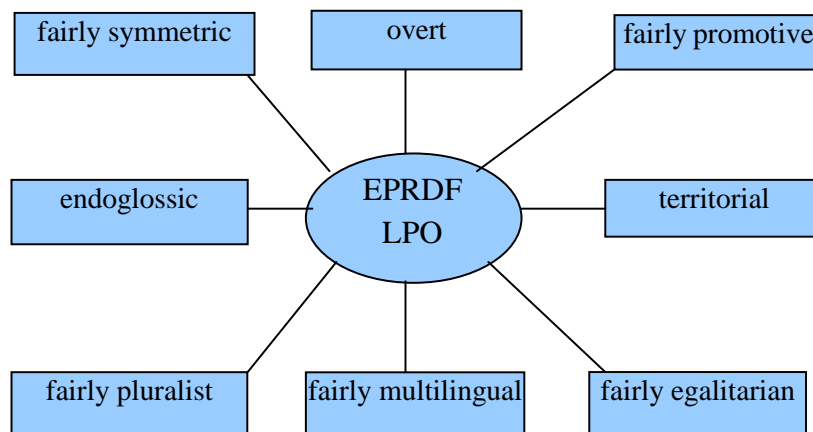 fairly symmetric
overt
fairly promotive
endoglossic
EPRDF
LPO
territorial
fairly pluralist
fairly multilingual
fairly egalitarian